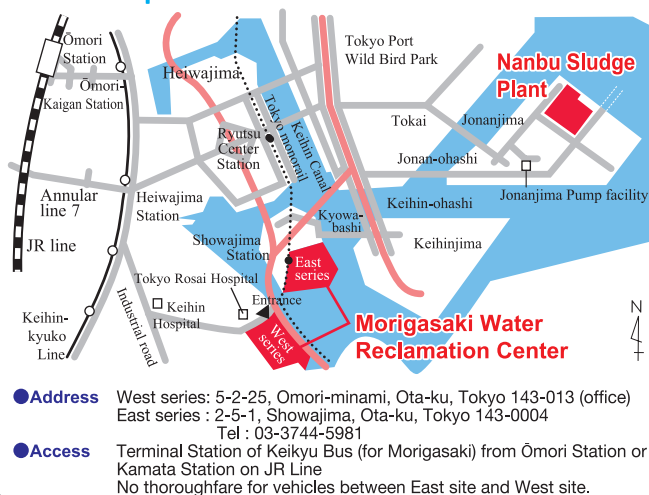 Ōmori
Station
Ōmori-
Kaigan Station
Heiwajima
Tokyo Port
Wild Bird Park
Nanbu Sludge
Plant
Ryutsu
Center
Station
Tokyo monorail
Keihin Canal
Tokai
Jonanjima
Jonan-ohashi
Jonanjima Pump facility
Annular
line 7
Heiwajima
Station
JR line
Keihin-ohashi
Kyowa-
bashi
Keihinjima
Showajima
Station
East
series
Tokyo Rosai Hospital
Entrance
Keihin
Hospital
Industrial road
Keihin-
kyuko
Line
West
series
Morigasaki Water
Reclamation Center
N
●Address West series: 5-2-25, Omori-minami, Ota-ku, Tokyo 143-013 (office)
East series : 2-5-1, Showajima, Ota-ku, Tokyo 143-0004
Tel : 03-3744-5981
●Access Terminal Station of Keikyu Bus (for Morigasaki) from Ōmori Station or
Kamata Station on JR Line
No thoroughfare for vehicles between East site and West site.